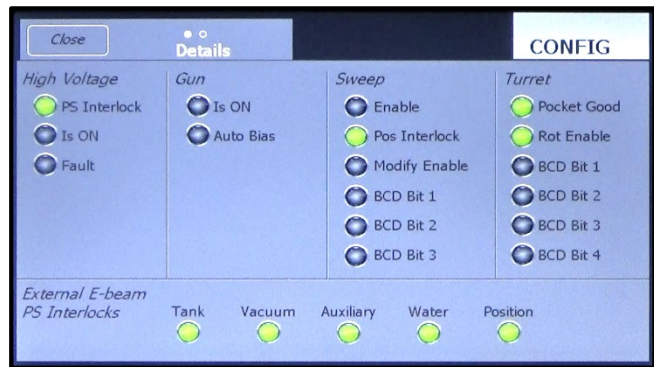 Close
Details
CONFIG
High Voltage
PS Interlock
Is ON
Fault
Gun
Is ON
Auto Bias
Sweep
Enable
Pos Interlock
Modify Enable
BCD Bit 1
BCD Bit 2
BCD Bit 3
Turret
Pocket Good
Rot Enable
BCD Bit 1
BCD Bit 2
BCD Bit 3
BCD Bit 4
External E-beam
PS Interlocks
Tank
Vacuum
Auxiliary
Water
Position